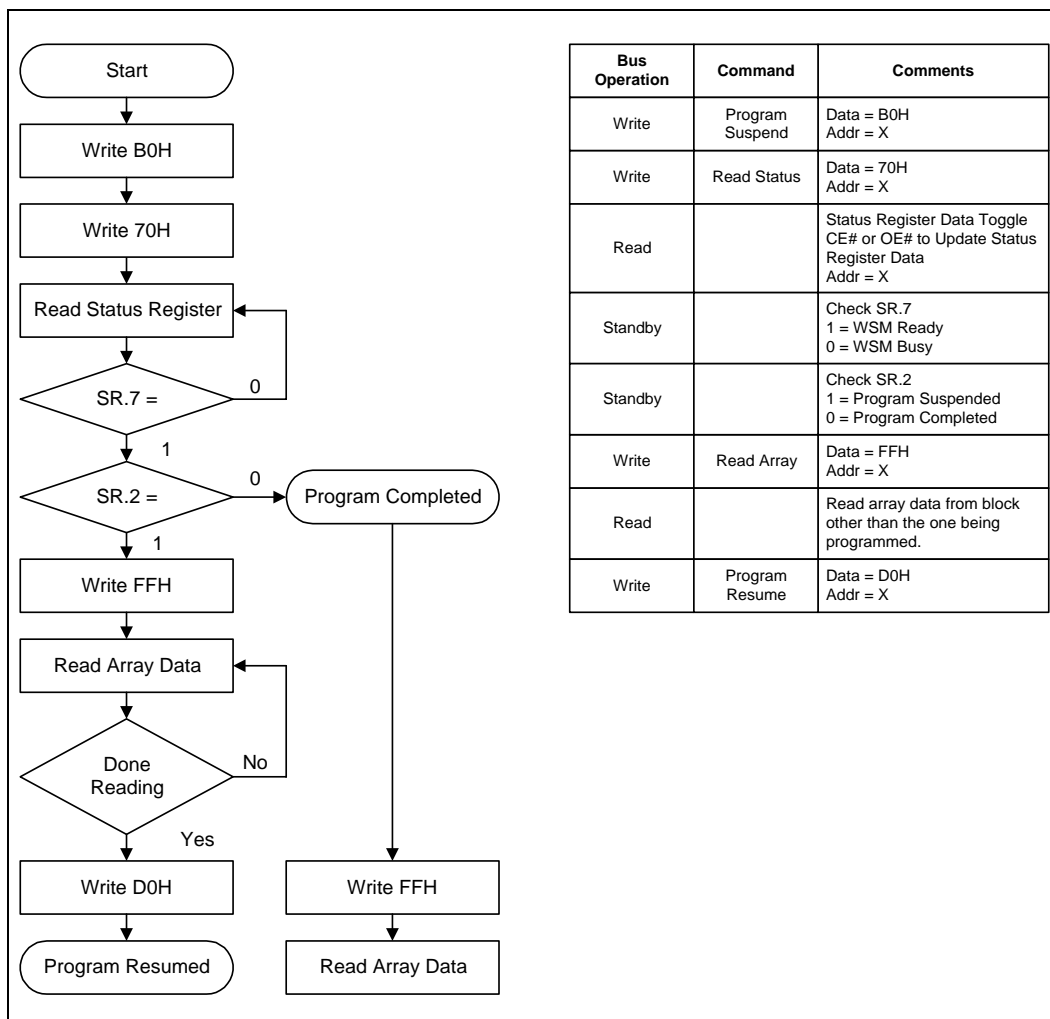 Start
Write B0H
Write 70H
Read Status Register
SR.7 =
0
1
SR.2 =
0
Program Completed
1
Write FFH
Read Array Data
Done
Reading
No
Yes
Write D0H
Write FFH
Program Resumed
Read Array Data
Bus
Operation
Command
Comments
Write
Program
Suspend
Data = B0H
Addr = X
Write
Read Status
Data = 70H
Addr = X
Read
Status Register Data Toggle
CE# or OE# to Update Status
Register Data
Addr = X
Standby
Check SR.7
1 = WSM Ready
0 = WSM Busy
Standby
Check SR.2
1 = Program Suspended
0 = Program Completed
Write
Read Array
Data = FFH
Addr = X
Read
Read array data from block
other than the one being
programmed.
Write
Program
Resume
Data = D0H
Addr = X